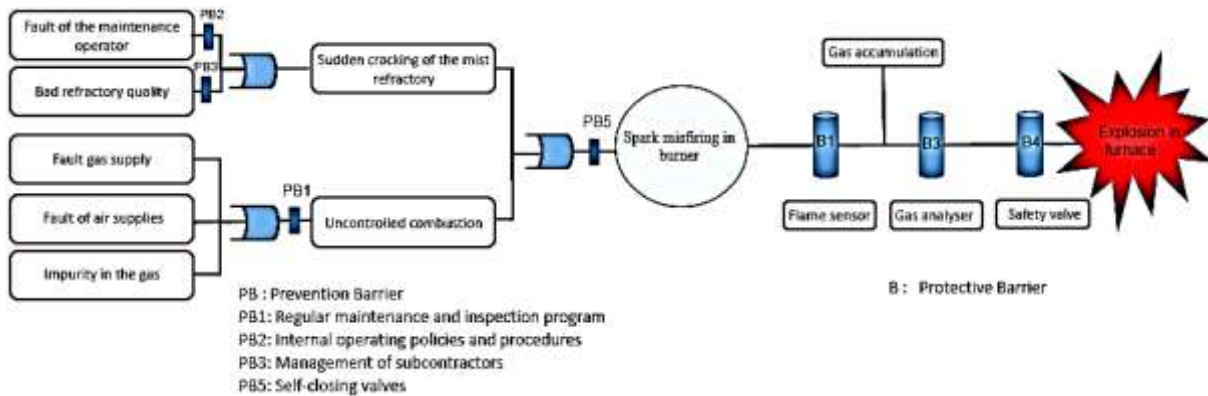 PB2
Fault of the maintenance
operator
PB3
Bad refractory quality
Sudden cracking of the mist
refractory
Fault gas supply
Fault of air supplies
Impurity in the gas
PB1
Uncontrolled combustion
PB5
Spark misfiring in
burner
Gas accumulation
B1
B3
B4
Flame sensor
Gas analyser
Safety valve
Explosion in
furnace
PB : Prevention Barrier
PB1: Regular maintenance and inspection program
PB2: Internal operating policies and procedures
PB3: Management of subcontractors
PB5: Self-closing valves
B : Protective Barrier